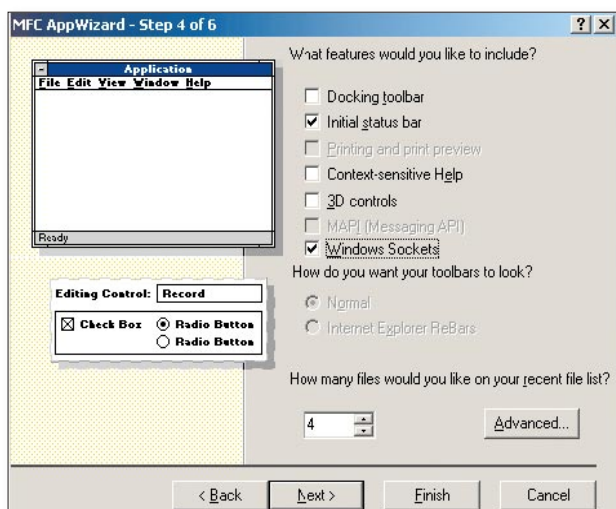 MFC AppWizard - Step 4 of 6
Application
File Edit View Window Help
Ready
Editing Control: Record
Check Box
Radio Button
Radio Button
What features would you like to include?
Docking toolbar
Initial status bar
Printing and print preview
Context-sensitive Help
3D controls
MAPI (Messaging API)
Windows Sockets
How do you want your toolbars to look?
Normal
Internet Explorer ReBars
How many files would you like on your recent file list?
4
Advanced...
< Back
Next >
Finish
Cancel